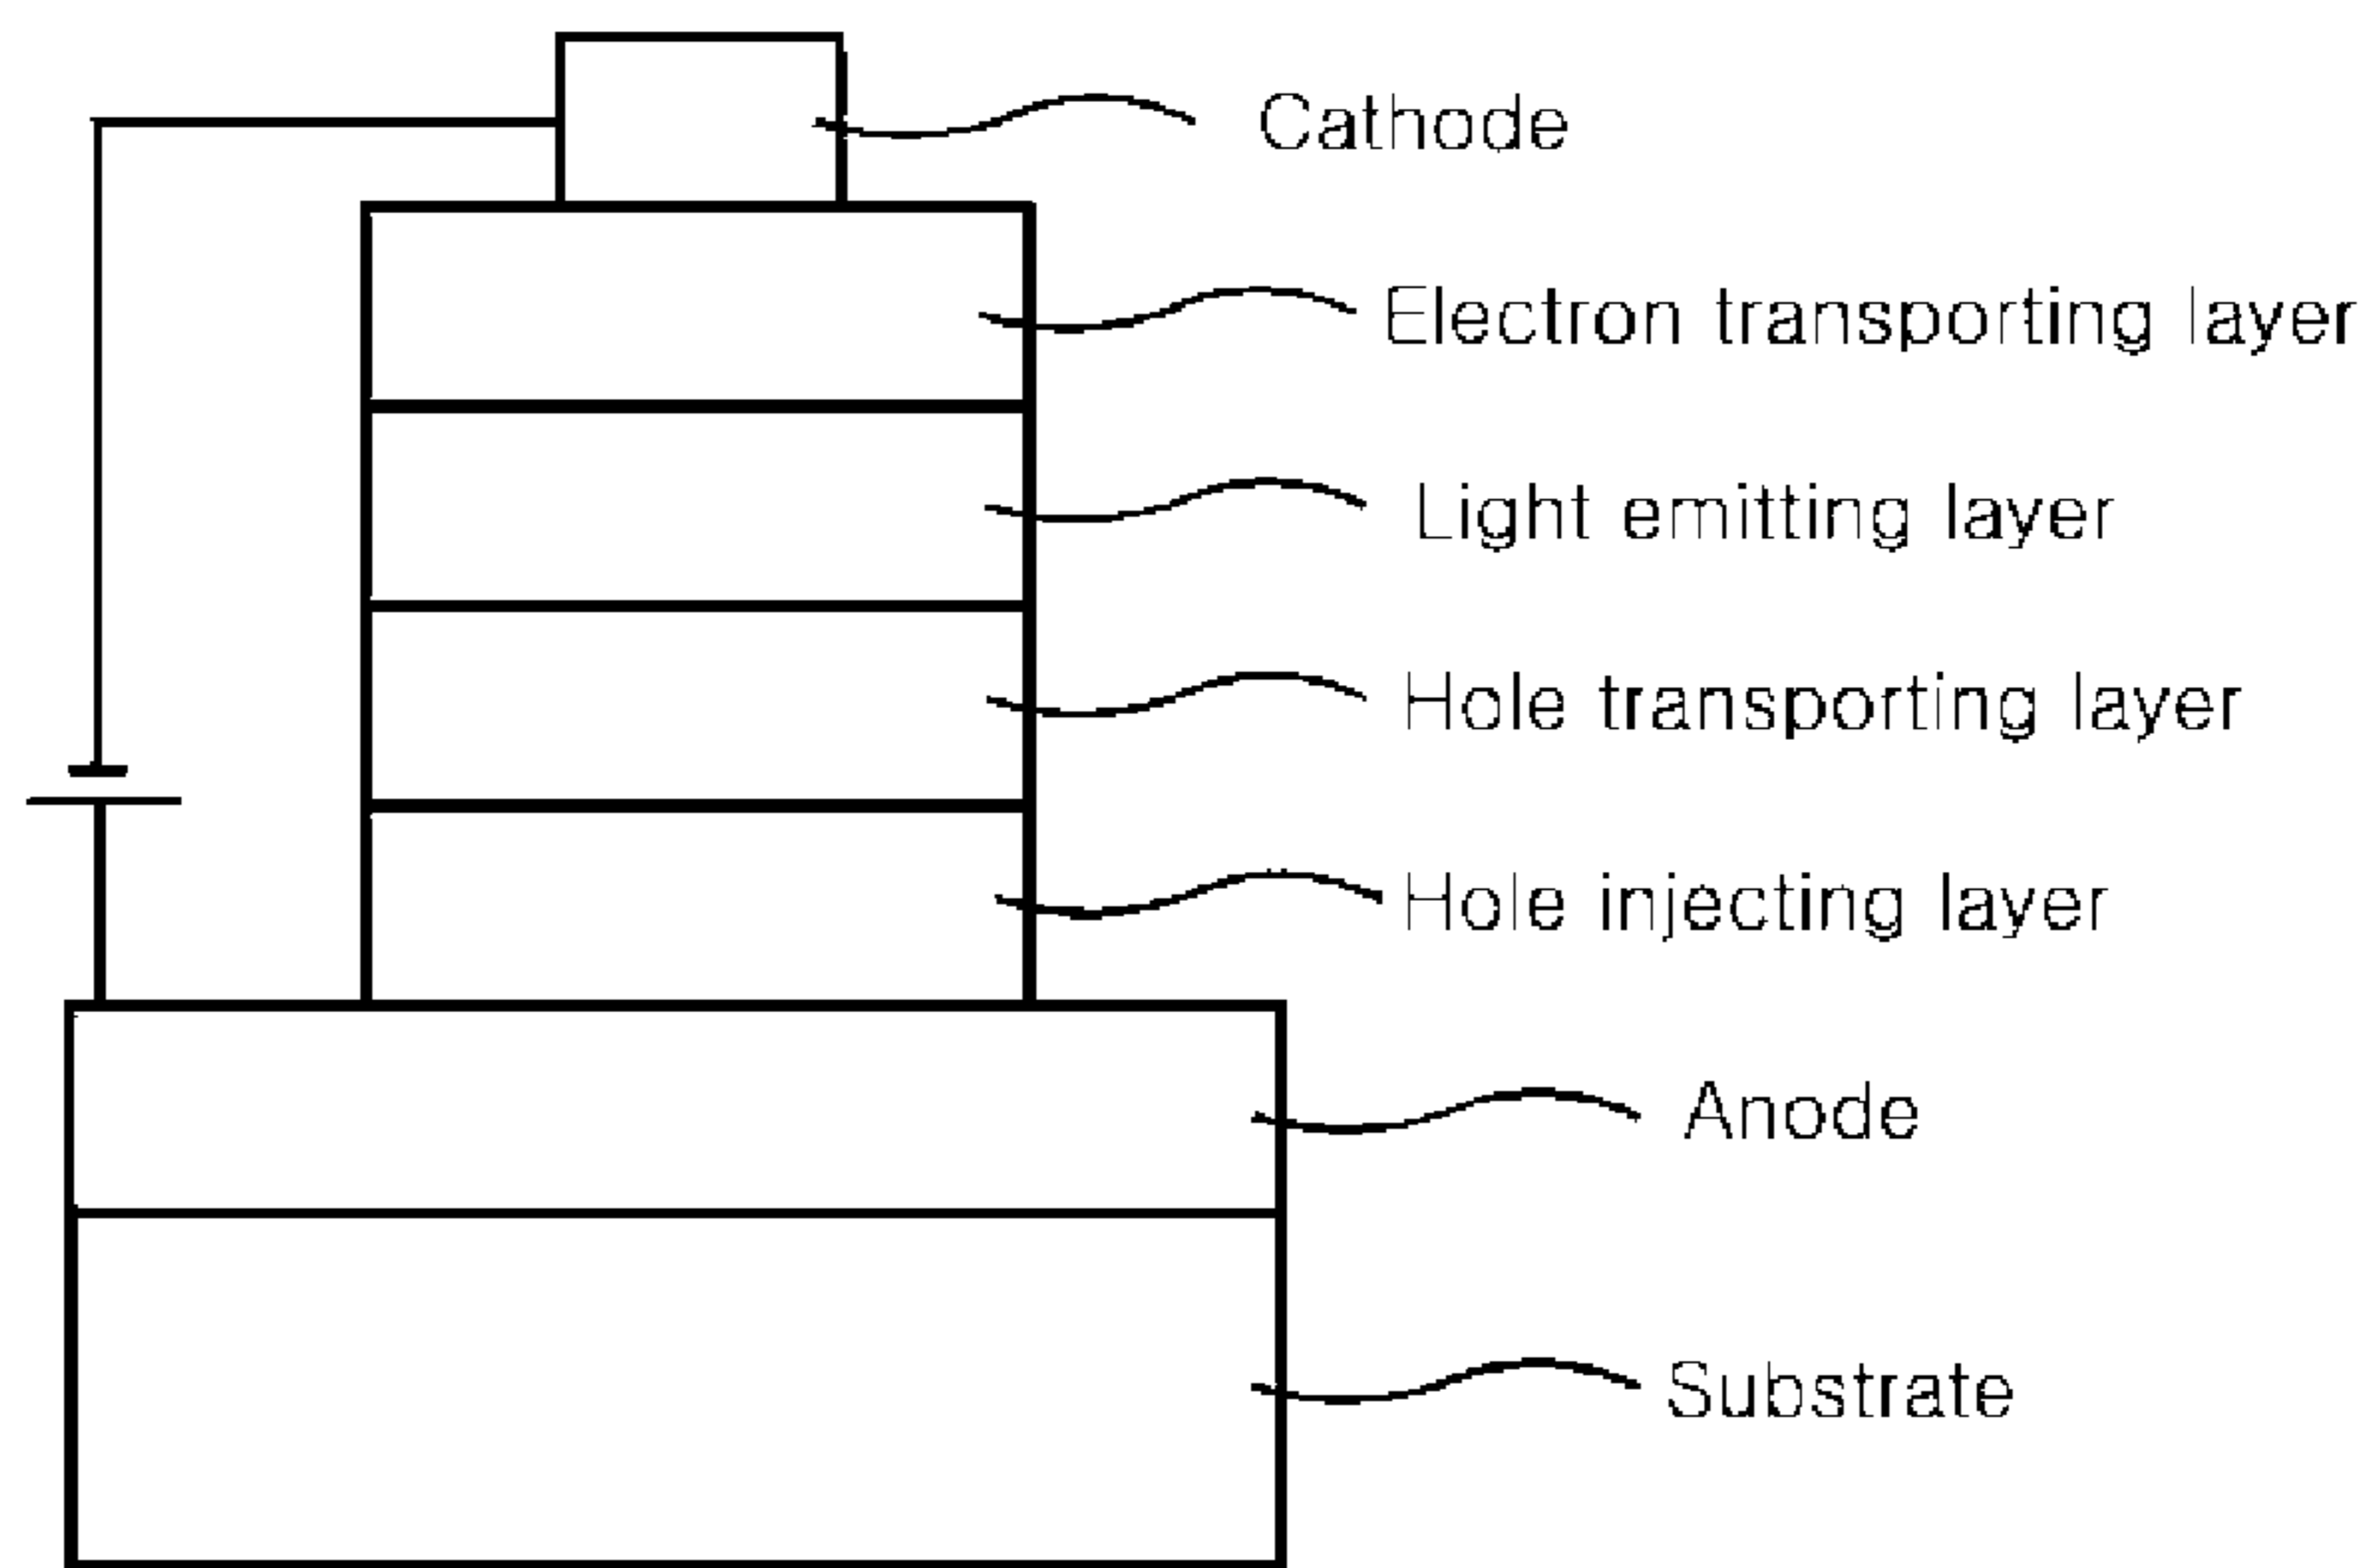 Cathode
Electron transporting layer
Light emitting layer
Hole transporting layer
Hole injecting layer
Anode
Substrate